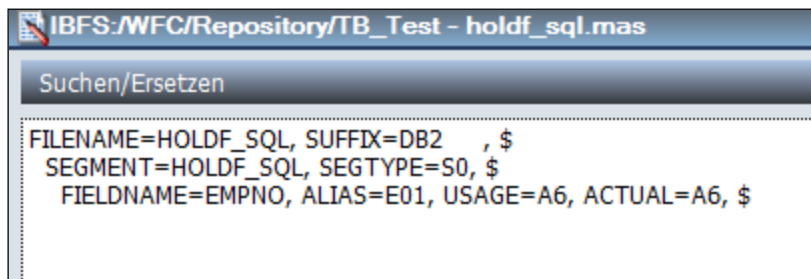 IBFS:/WFC/Repository/TB_Test - holdf_sql.mas
Suchen/Ersetzen
FILENAME=HOLDF_SQL, SUFFIX=DB2   , $
SEGMENT=HOLDF_SQL, SEGTYPE=S0, $
FIELDNAME=EMPNO, ALIAS=E01, USAGE=A6, ACTUAL=A6, $